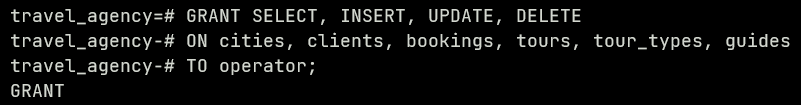 travel_agency=# GRANT SELECT, INSERT, UPDATE, DELETE
travel_agency-# ON cities, clients, bookings, tours, tour_types, guides
travel_agency-# TO operator;
GRANT